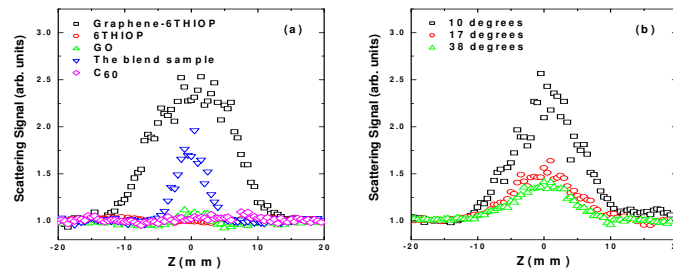 Graphene-6THIOP
6THIOP
GO
The blend sample
C60
(a)
Scattering Signal (arb. units)
3.0
2.5
2.0
1.5
1.0
-20 -10 0 10 20
Z (mm)
10 degrees
17 degrees
38 degrees
(b)
Scattering Signal (arb. units)
3.0
2.5
2.0
1.5
1.0
-20 -10 0 10 20
Z (mm)